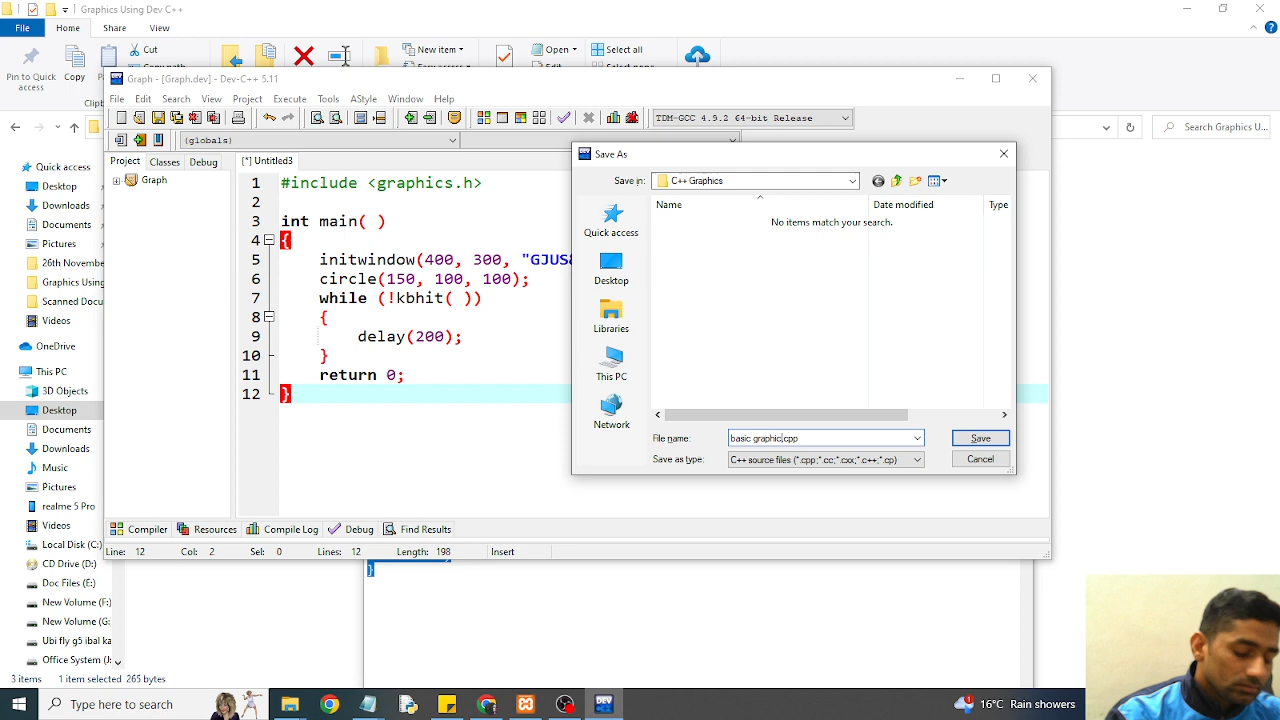 Graphics Using Dev C++
File
Home
Share
View
Pin to Quick access
Copy
Cut
New item
Open
Select all
Graph - [Graph.dev] - Dev-C++ 5.11
File Edit Search View Project Execute Tools AStyle Window Help
TDM-GCC 4.9.2 64-bit Release
(globals)
Search Graphics U...
Project Classes Debug
[*] Untitled3
Graph
1 #include <graphics.h>
2
3 int main( )
4 {
5 initwindow(400, 300, "GJUS
6 circle(150, 100, 100);
7 while (!kbhit( ))
8 {
9 delay(200);
10 }
11 return 0;
12 }
Save As
Save in: C++ Graphics
Name Date modified Type
No items match your search.
Quick access
Desktop
Libraries
This PC
Network
File name: basic graphic.cpp
Save
Save as type: C++ source files (*.cpp;*.cc;*.cxx;*.c++;*.cp)
Cancel
Quick access
Desktop
Downloads
Documents
Pictures
26th Novembe
Graphics Using
Scanned Docu
Videos
OneDrive
This PC
3D Objects
Desktop
Documents
Downloads
Music
Pictures
realme 5 Pro
Videos
Local Disk (C:)
CD Drive (D:)
Doc Files (E:)
New Volume (F:)
New Volume (G:
Ubi fly g5 ibal ka
Office System (J:
Compiler Resources Compile Log Debug Find Results
Line: 12 Col: 2 Sel: 0 Lines: 12 Length: 198 Insert
}
3 items 1 item selected 265 bytes
Type here to search
DEV
1
16°C Rain showers